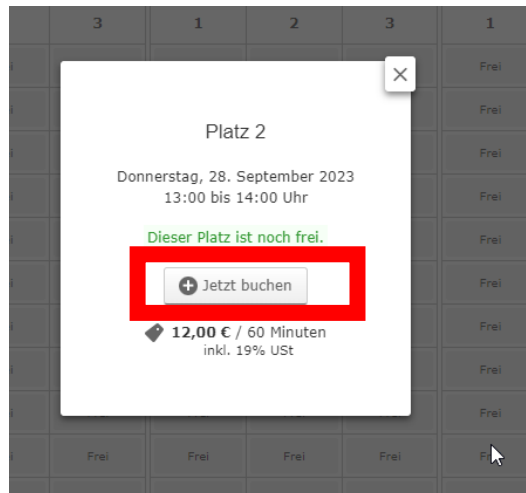 3 1 2 3 1
Frei
Frei
Frei
Frei
Frei
Frei
Frei
Frei
Frei
Platz 2
Donnerstag, 28. September 2023
13:00 bis 14:00 Uhr
Dieser Platz ist noch frei.
Jetzt buchen
12,00 € / 60 Minuten
inkl. 19% USt
Frei Frei Frei Frei